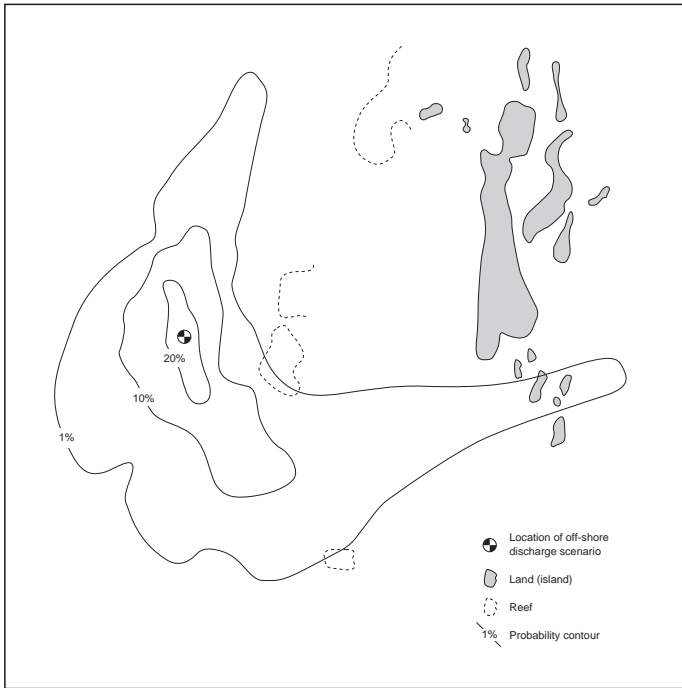 20%
10%
1%
Location of off-shore
discharge scenario
Land (island)
Reef
1% Probability contour